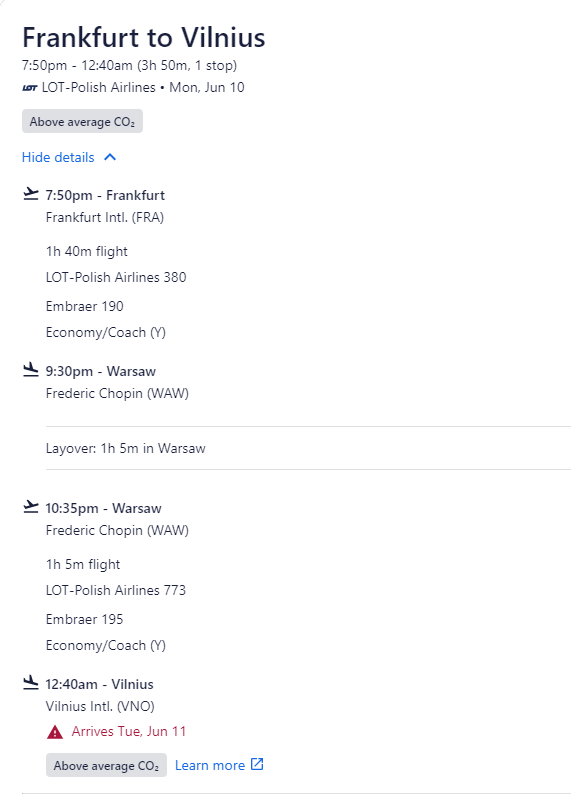 Frankfurt to Vilnius
7:50pm - 12:40am (3h 50m, 1 stop)
LOT LOT-Polish Airlines • Mon, Jun 10
Above average CO₂
Hide details
7:50pm - Frankfurt
Frankfurt Intl. (FRA)
1h 40m flight
LOT-Polish Airlines 380
Embraer 190
Economy/Coach (Y)
9:30pm - Warsaw
Frederic Chopin (WAW)
Layover: 1h 5m in Warsaw
10:35pm - Warsaw
Frederic Chopin (WAW)
1h 5m flight
LOT-Polish Airlines 773
Embraer 195
Economy/Coach (Y)
12:40am - Vilnius
Vilnius Intl. (VNO)
Arrives Tue, Jun 11
Above average CO₂ Learn more